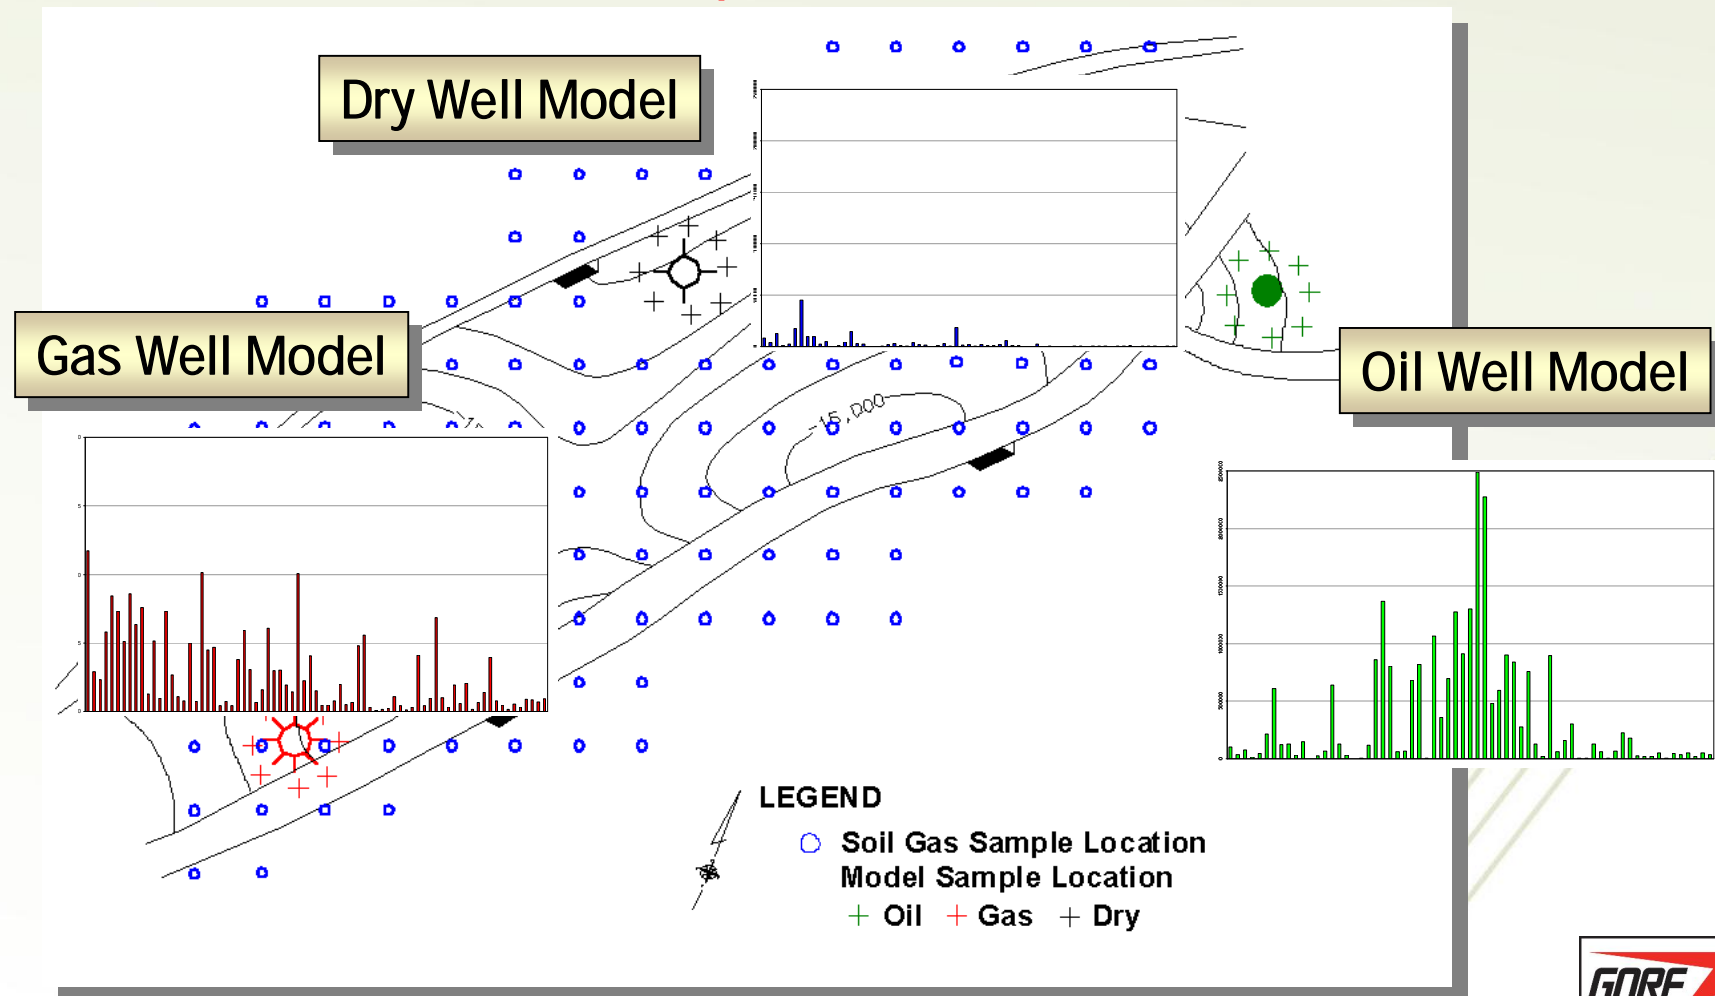 Dry Well Model
Gas Well Model
Oil Well Model
-15,000
LEGEND
Soil Gas Sample Location
Model Sample Location
+ Oil + Gas + Dry
GORE